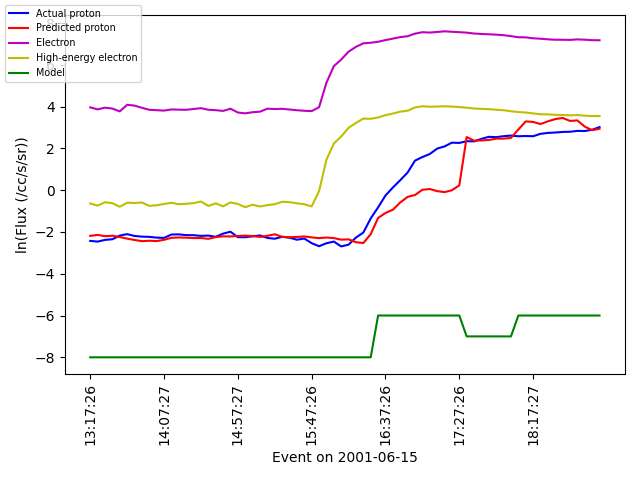 Actual proton
Predicted proton
Electron
High-energy electron
Model
4
2
0
−2
−4
−6
−8
ln(Flux (/cc/s/sr))
13:17:26
14:07:27
14:57:27
15:47:26
16:37:26
17:27:26
18:17:27
Event on 2001-06-15